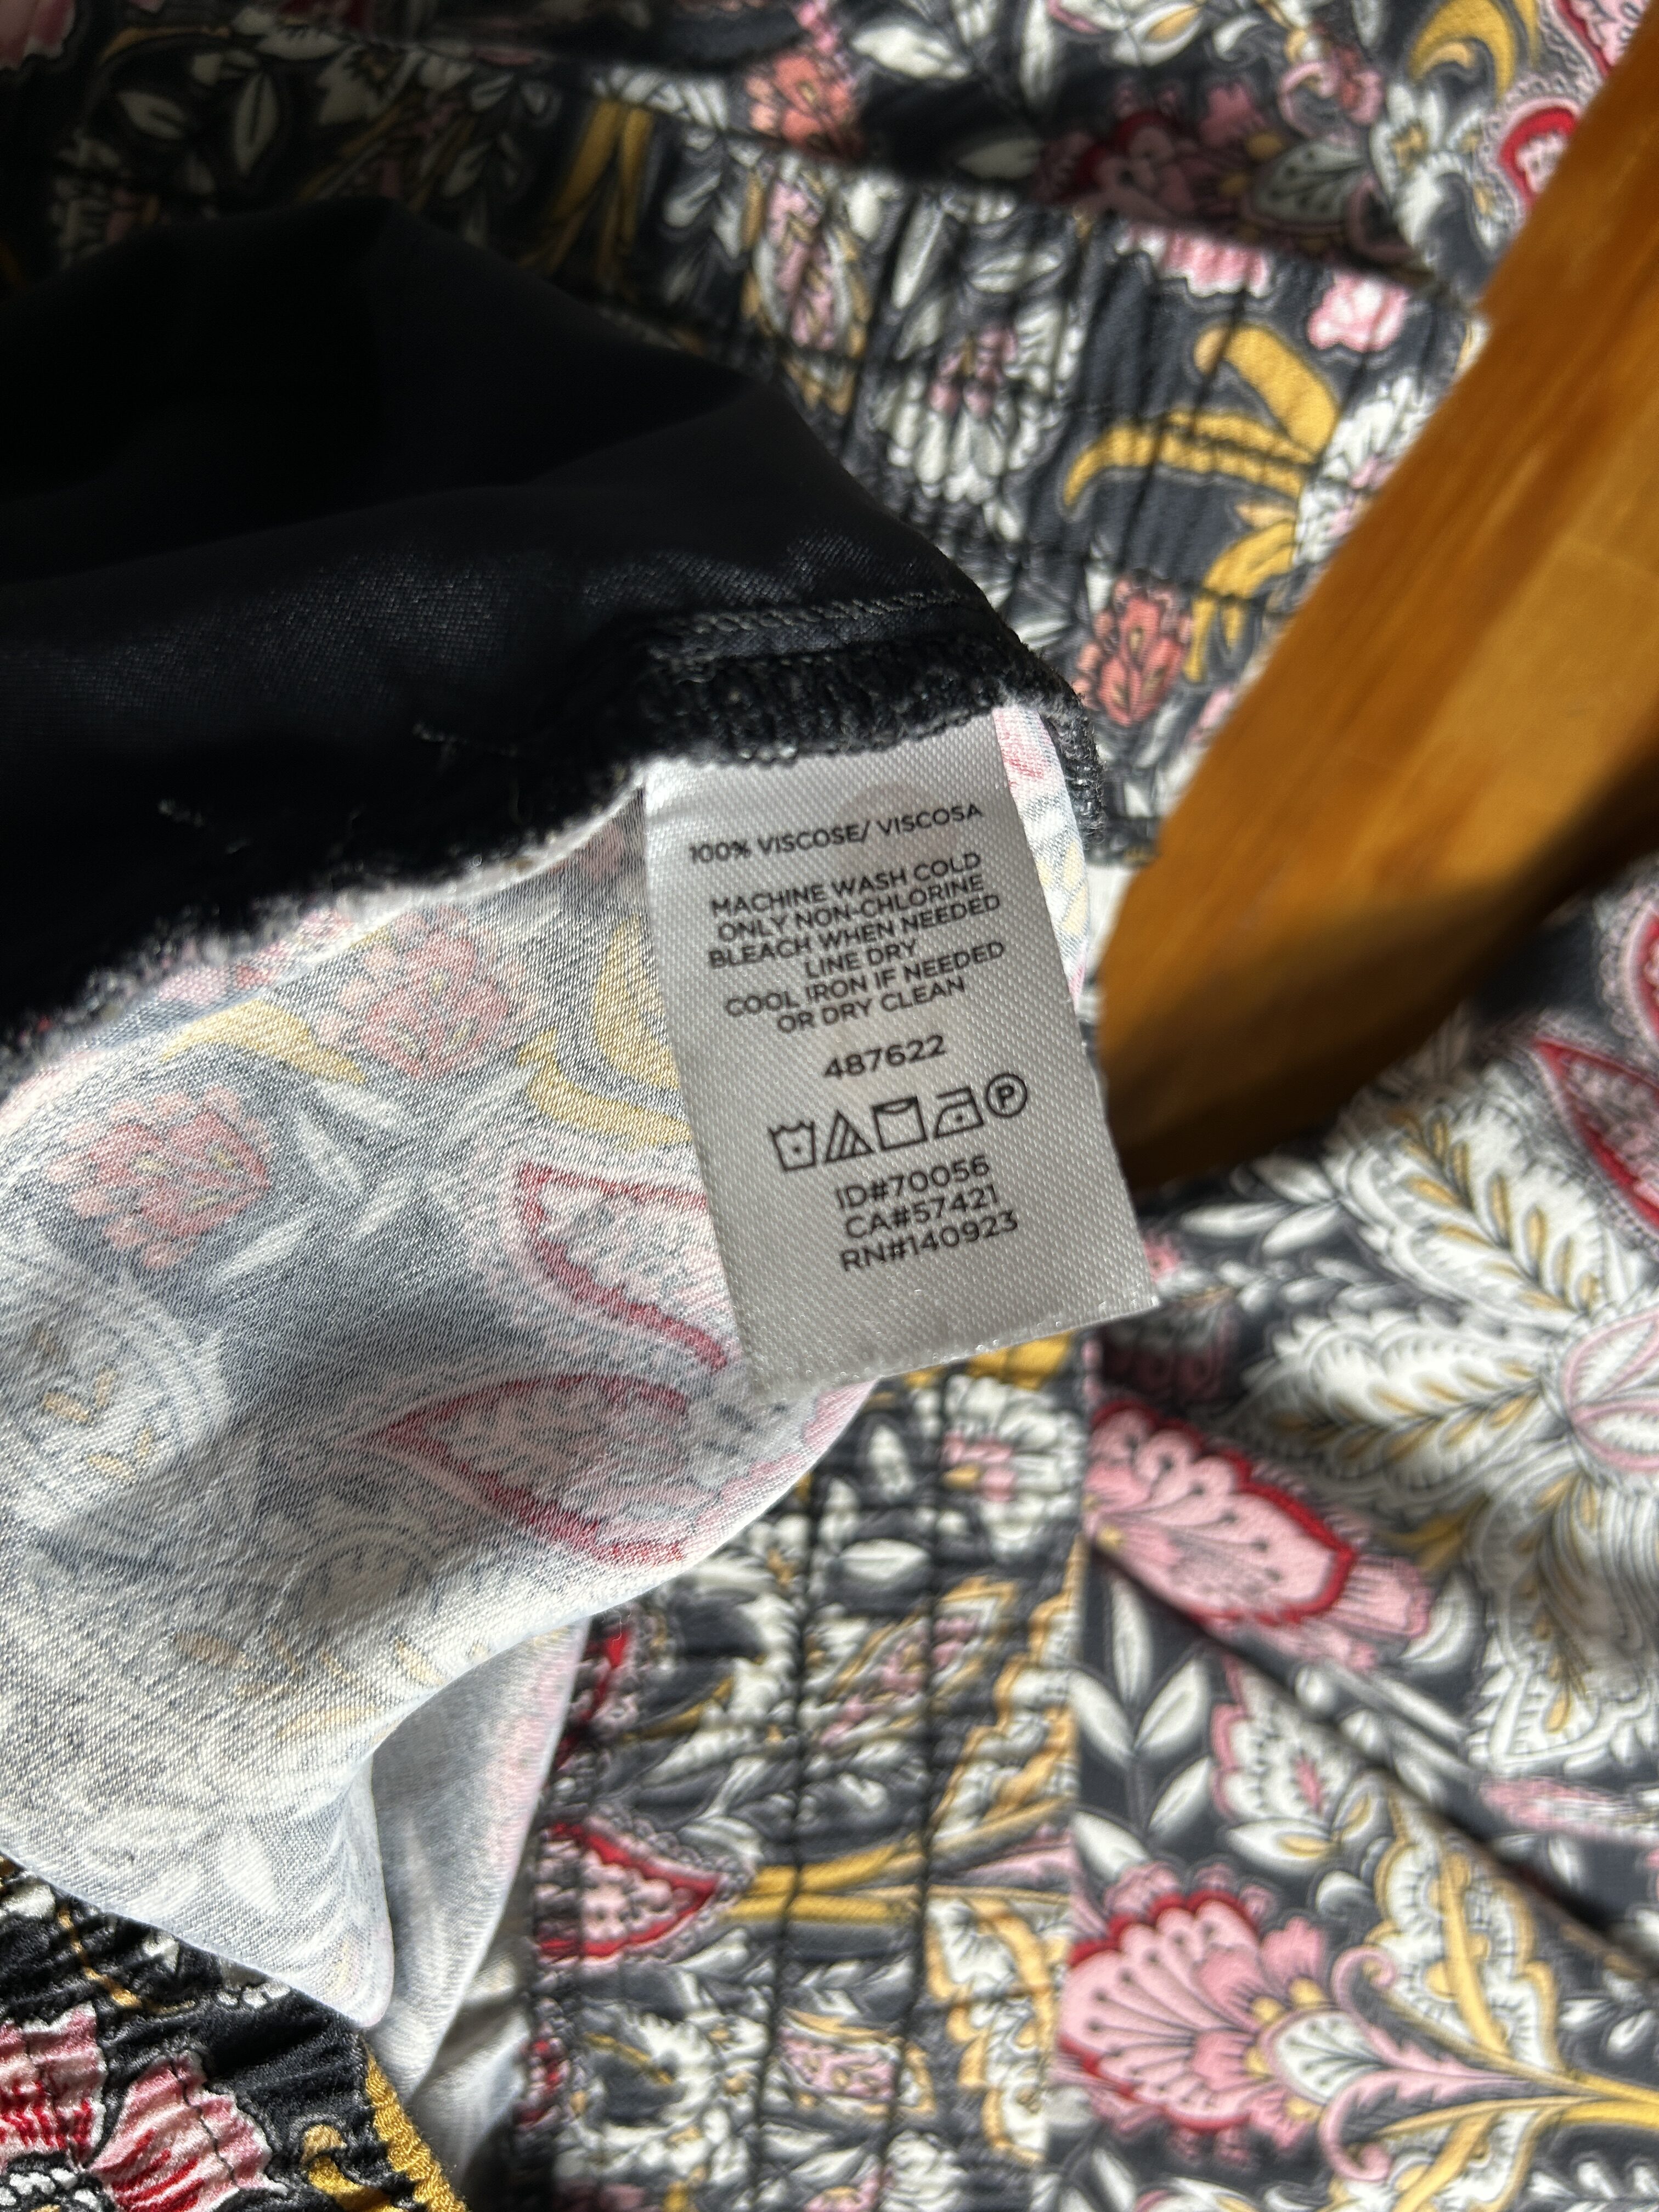 100% VISCOSE/ VISCOSA
MACHINE WASH COLD
ONLY NON-CHLORINE
BLEACH WHEN NEEDED
LINE DRY
COOL IRON IF NEEDED
OR DRY CLEAN
487622
P
ID#70056
CA#57421
RN#140923